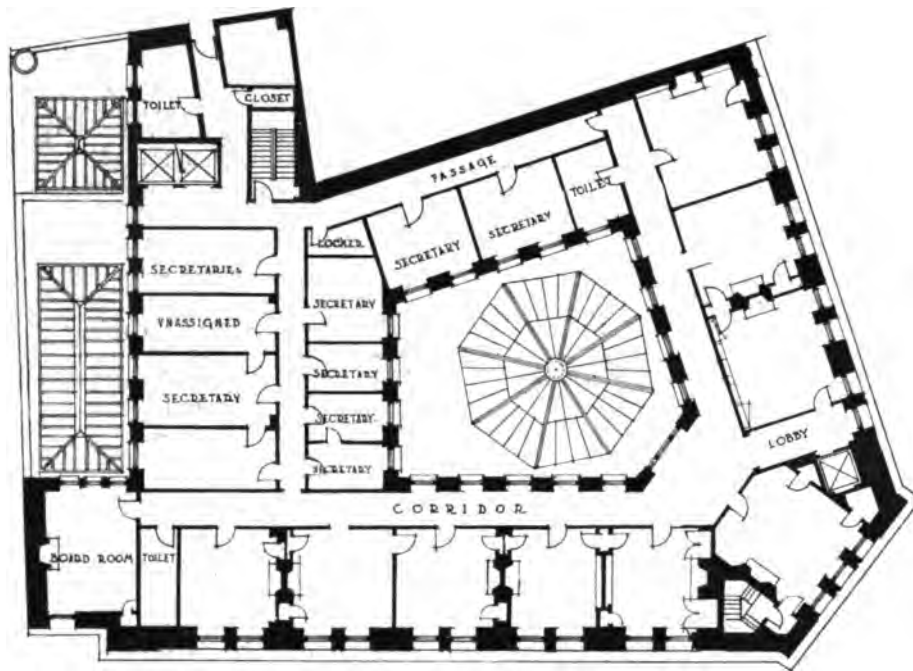 TOILET
CLOSET
PASSAGE
TOILET
SECRETARY
SECRETARY
LOCKER
SECRETARIES
SECRETARY
UNASSIGNED
SECRETARY
SECRETARY
SECRETARY
SECRETARY
LOBBY
CORRIDOR
BOARD ROOM
TOILET